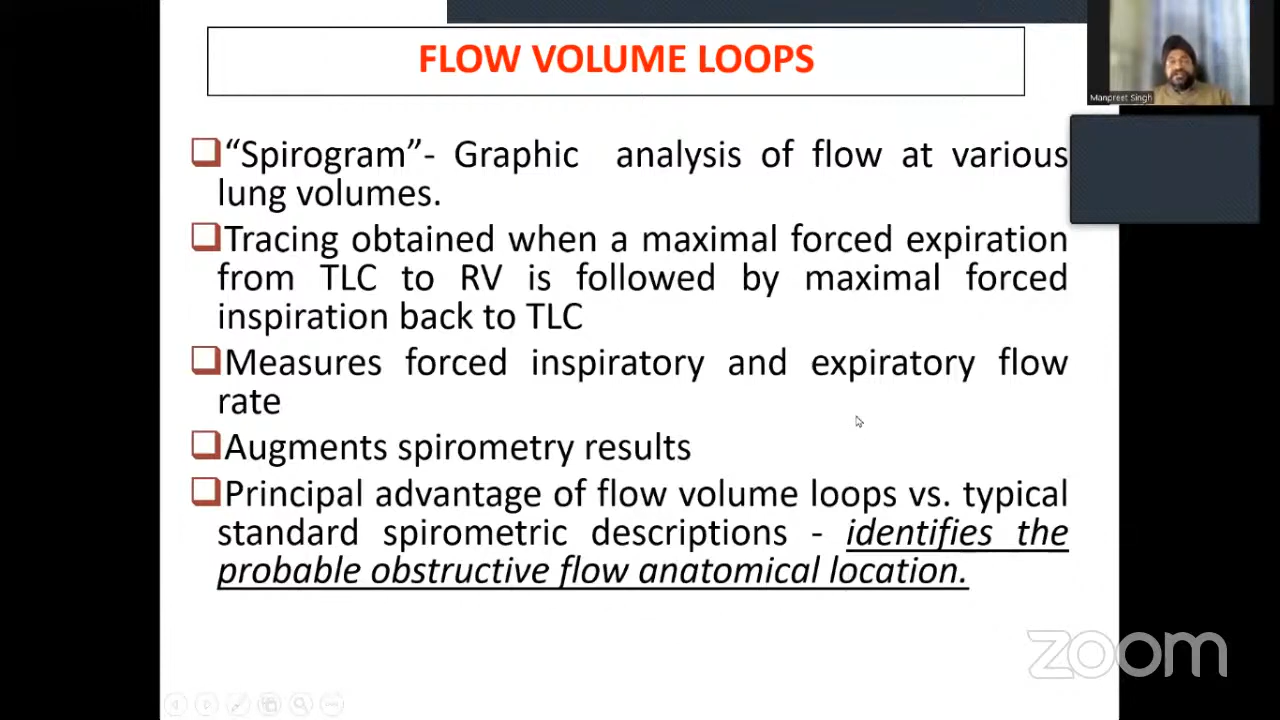 FLOW VOLUME LOOPS
Manpreet Singh
“Spirogram”- Graphic analysis of flow at various
lung volumes.
Tracing obtained when a maximal forced expiration
from TLC to RV is followed by maximal forced
inspiration back to TLC
Measures forced inspiratory and expiratory flow
rate
Augments spirometry results
Principal advantage of flow volume loops vs. typical
standard spirometric descriptions - identifies the
probable obstructive flow anatomical location.
zoom